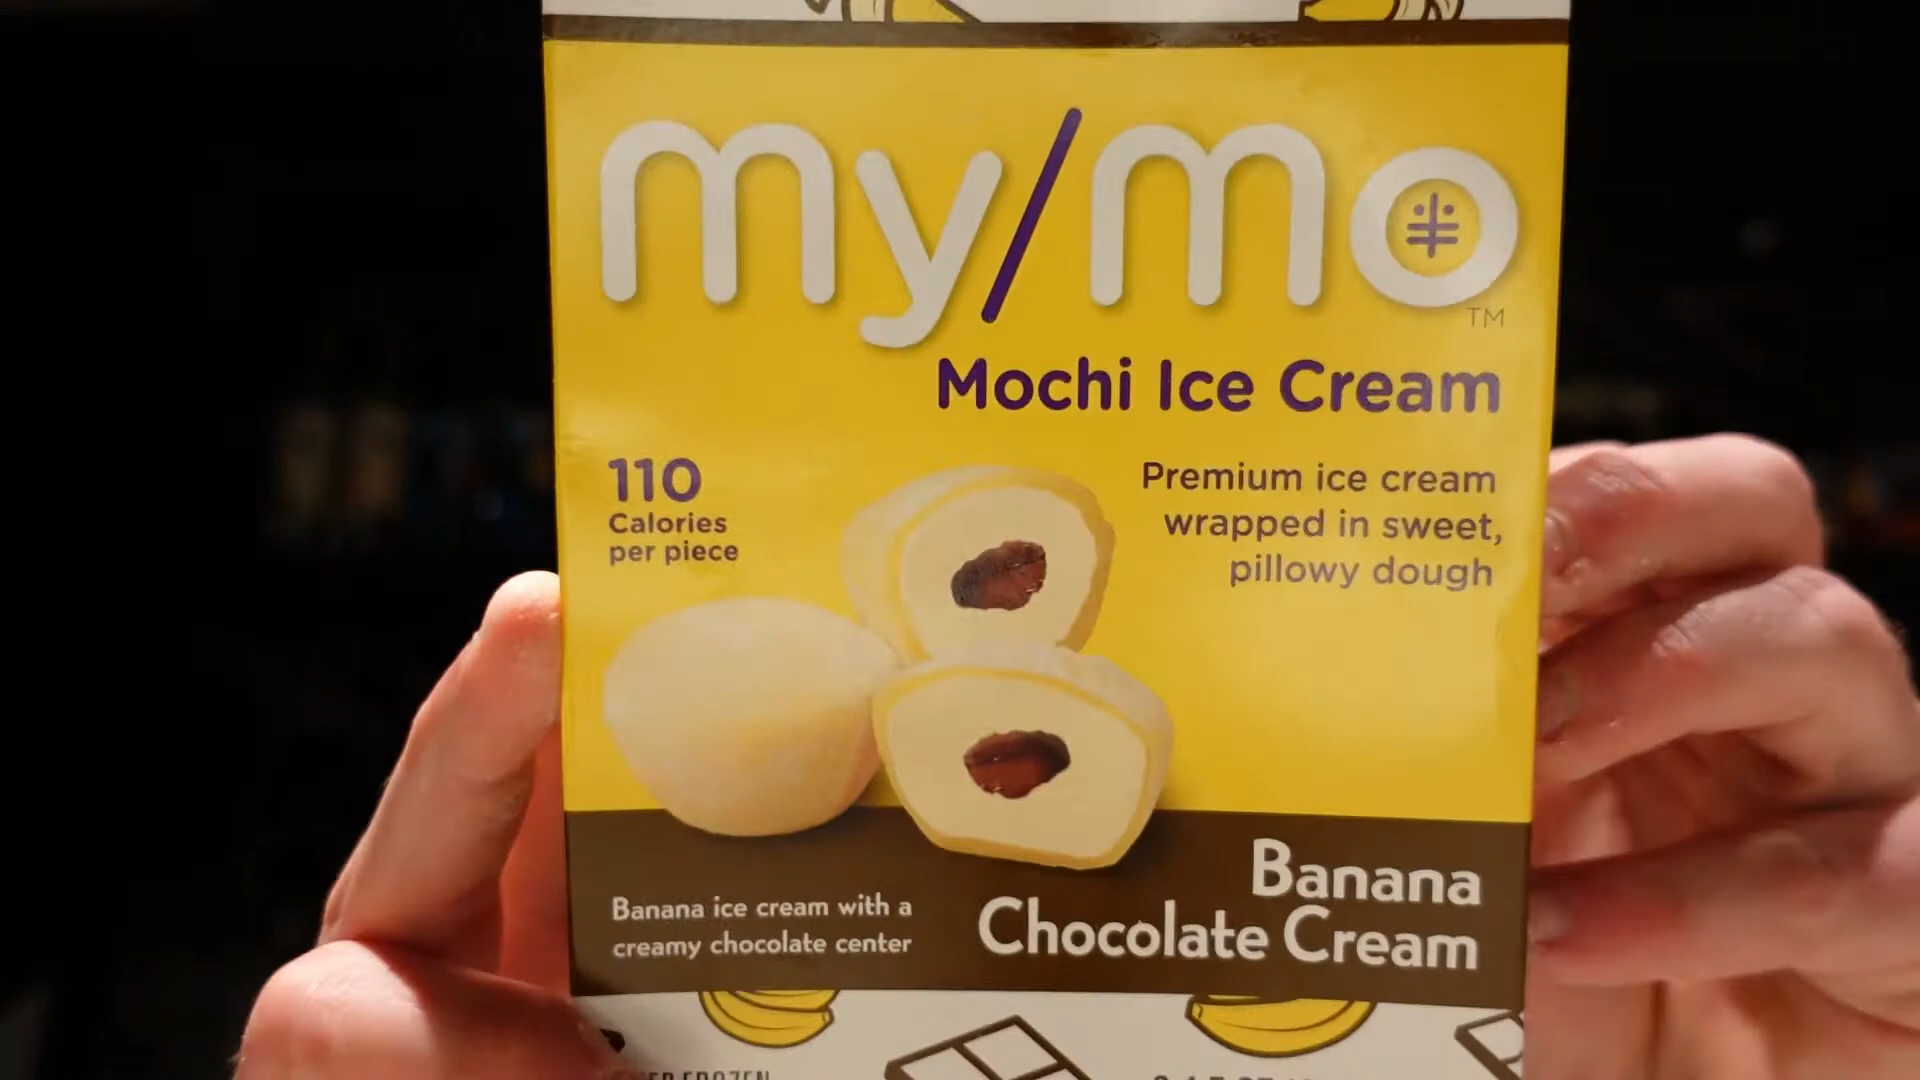 my/mo
TM
Mochi Ice Cream
110
Calories
per piece
Premium ice cream
wrapped in sweet,
pillowy dough
Banana
Chocolate Cream
Banana ice cream with a
creamy chocolate center